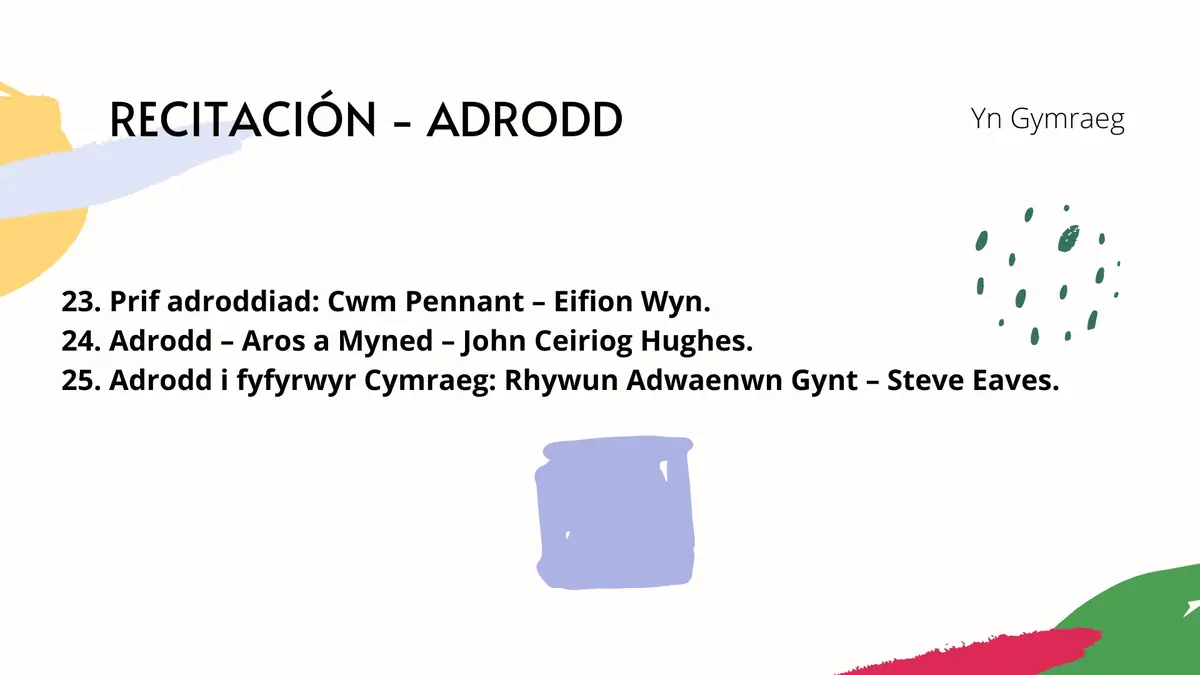 RECITACIÓN - ADRODD
Yn Gymraeg
23. Prif adroddiad: Cwm Pennant – Eifion Wyn.
24. Adrodd – Aros a Myned – John Ceiriog Hughes.
25. Adrodd i fyfyrwyr Cymraeg: Rhywun Adwaenwn Gynt – Steve Eaves.